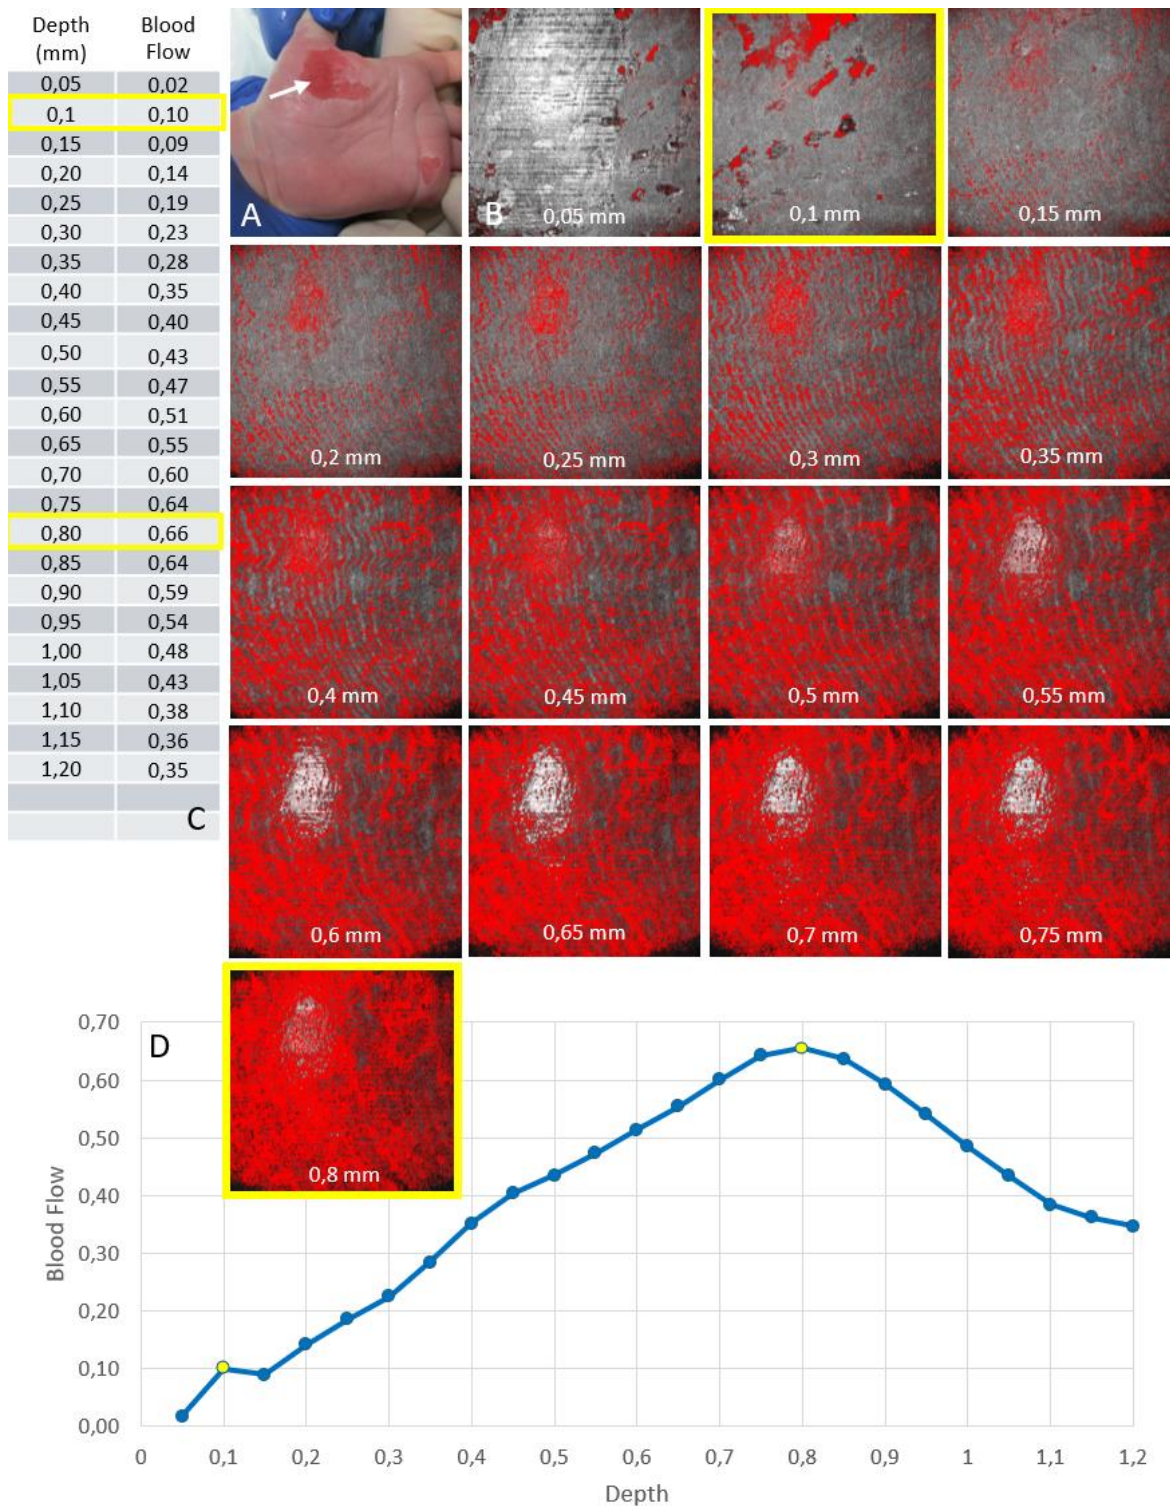 Depth Blood
(mm) Flow
0,05 0,02
0,1 0,10
0,15 0,09
0,20 0,14
0,25 0,19
0,30 0,23
0,35 0,28
0,40 0,35
0,45 0,40
0,50 0,43
0,55 0,47
0,60 0,51
0,65 0,55
0,70 0,60
0,75 0,64
0,80 0,66
0,85 0,64
0,90 0,59
0,95 0,54
1,00 0,48
1,05 0,43
1,10 0,38
1,15 0,36
1,20 0,35
C
A
B
0,05 mm
0,1 mm
0,15 mm
0,2 mm
0,25 mm
0,3 mm
0,35 mm
0,4 mm
0,45 mm
0,5 mm
0,55 mm
0,6 mm
0,65 mm
0,7 mm
0,75 mm
0,8 mm
D
0,70
0,60
0,50
0,40
0,30
0,20
0,10
0,00
Blood Flow
0 0,1 0,2 0,3 0,4 0,5 0,6 0,7 0,8 0,9 1 1,1 1,2
Depth